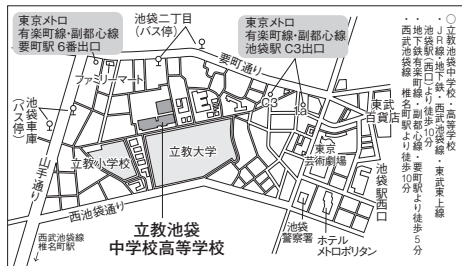 ○立教池袋中学校・高等学校
・JR線・地下鉄・西武池袋線・東武東上線
池袋駅（西口）より徒歩10分
・地下鉄有楽町線・副都心線・要町駅より徒歩5分
・西武池袋線 椎名町駅より徒歩10分
東京メトロ
有楽町線・副都心線
要町駅 6番出口
池袋二丁目
（バス停）
東京メトロ
有楽町線・副都心線
池袋駅 C3出口
要町通り
ファミリーマート
C3
1a
東武
百貨店
池袋車庫
（バス停）
山手通り
立教小学校
立教大学
東京
芸術劇場
池袋駅西口
西池袋通り
立教池袋
中学校高等学校
池袋
警察署
ホテル
メトロポリタン
西武池袋線
椎名町駅